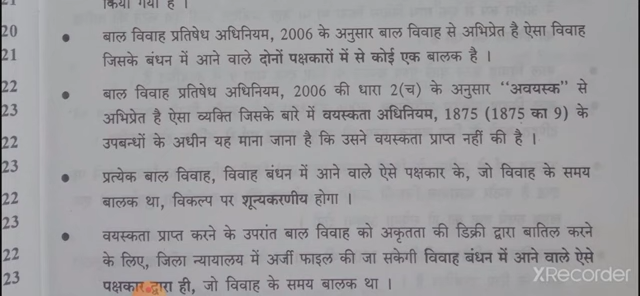 किया गया है ।
20 • बाल विवाह प्रतिषेध अधिनियम, 2006 के अनुसार बाल विवाह से अभिप्रेत है ऐसा विवाह
21 जिसके बंधन में आने वाले दोनों पक्षकारों में से कोई एक बालक है ।
22 • बाल विवाह प्रतिषेध अधिनियम, 2006 की धारा 2(च) के अनुसार "अवयस्क" से
23 अभिप्रेत है ऐसा व्यक्ति जिसके बारे में वयस्कता अधिनियम, 1875 (1875 का 9) के
22 उपबन्धों के अधीन यह माना जाना है कि उसने वयस्कता प्राप्त नहीं की है ।
23 • प्रत्येक बाल विवाह, विवाह बंधन में आने वाले ऐसे पक्षकार के, जो विवाह के समय
22 बालक था, विकल्प पर शून्यकरणीय होगा ।
23 • वयस्कता प्राप्त करने के उपरांत बाल विवाह को अकृतता की डिक्री द्वारा बातिल करने
22 के लिए, जिला न्यायालय में अर्जी फाइल की जा सकेगी विवाह बंधन में आने वाले ऐसे
23 पक्षकार द्वारा ही, जो विवाह के समय बालक था ।
XRecorder